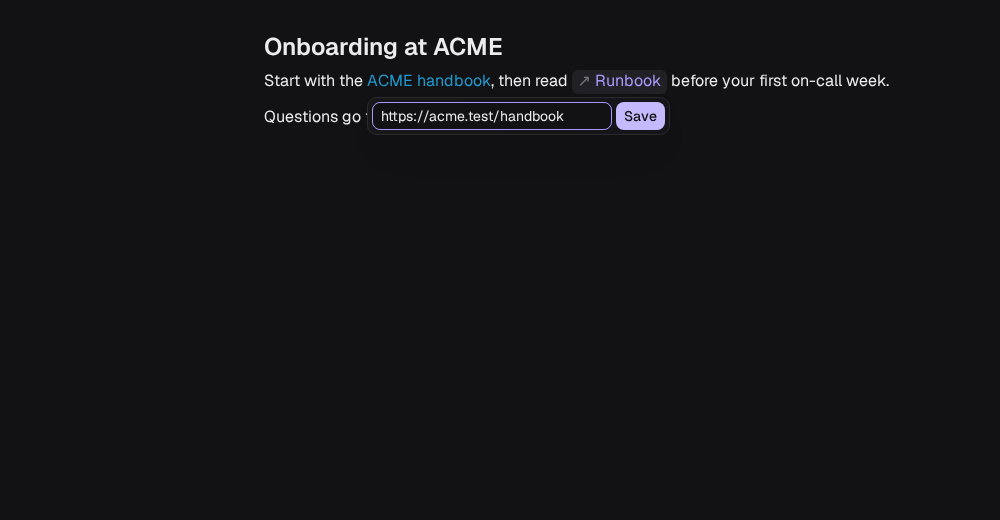 Onboarding at ACME
Start with the ACME handbook, then read ↗ Runbook before your first on-call week.
Questions go
https://acme.test/handbook
Save